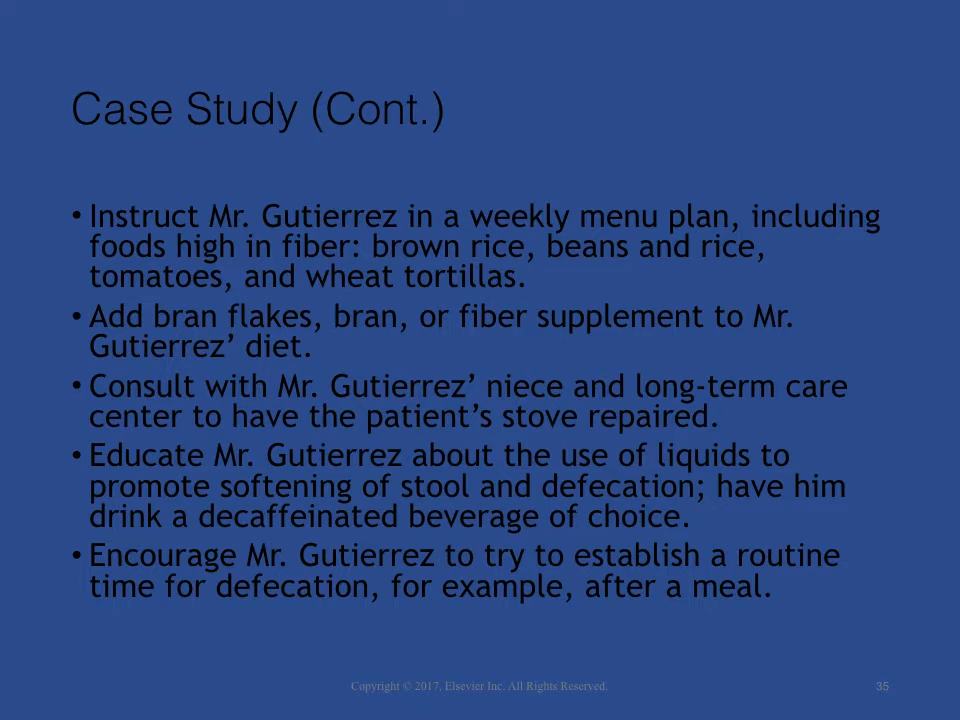 Case Study (Cont.)
• Instruct Mr. Gutierrez in a weekly menu plan, including
foods high in fiber: brown rice, beans and rice,
tomatoes, and wheat tortillas.
• Add bran flakes, bran, or fiber supplement to Mr.
Gutierrez’ diet.
• Consult with Mr. Gutierrez’ niece and long-term care
center to have the patient’s stove repaired.
• Educate Mr. Gutierrez about the use of liquids to
promote softening of stool and defecation; have him
drink a decaffeinated beverage of choice.
• Encourage Mr. Gutierrez to try to establish a routine
time for defecation, for example, after a meal.
Copyright © 2017, Elsevier Inc. All Rights Reserved.
35